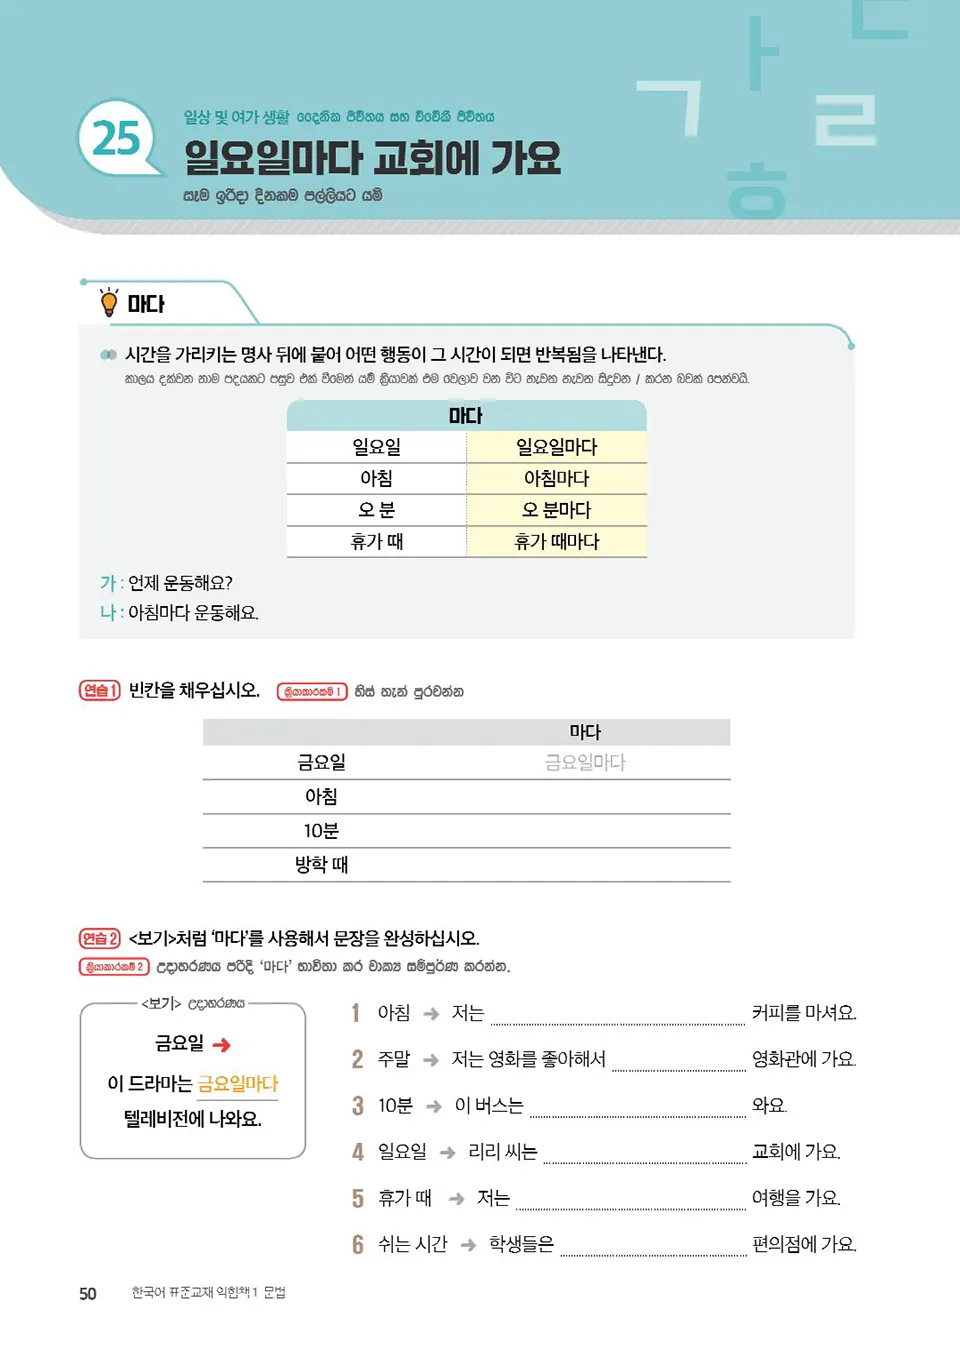 25
일상 및 여가 생활 දෛනික ජීවිතය සහ විවේකී ජීවිතය
일요일마다 교회에 가요
සෑම ඉරිදා දිනකම පල්ලියට යමි
가 나 ㄹ ㅎ
마다
시간을 가리키는 명사 뒤에 붙어 어떤 행동이 그 시간이 되면 반복됨을 나타낸다.
කාලය දක්වන නාම පදයකට පසුව එක් වීමෙන් යම් ක්‍රියාවක් එම වෙලාව වන විට නැවත නැවත සිදුවන / කරන බවක් පෙන්වයි.
마다
일요일 일요일마다
아침 아침마다
오 분 오 분마다
휴가 때 휴가 때마다
가 : 언제 운동해요?
나 : 아침마다 운동해요.
연습 1 빈칸을 채우십시오. ක්‍රියාකාරකම් 1 හිස් තැන් පුරවන්න
마다
금요일 금요일마다
아침
10분
방학 때
연습 2 <보기>처럼 ‘마다’를 사용해서 문장을 완성하십시오.
ක්‍රියාකාරකම් 2 උදාහරණය පරිදි ‘마다’ භාවිතා කර වාක්‍ය සම්පූර්ණ කරන්න.
<보기> උදාහරණය
금요일 ➜
이 드라마는 금요일마다
텔레비전에 나와요.
1 아침 ➜ 저는 커피를 마셔요.
2 주말 ➜ 저는 영화를 좋아해서 영화관에 가요.
3 10분 ➜ 이 버스는 와요.
4 일요일 ➜ 리리 씨는 교회에 가요.
5 휴가 때 ➜ 저는 여행을 가요.
6 쉬는 시간 ➜ 학생들은 편의점에 가요.
50 한국어 표준교재 익힘책 1 문법